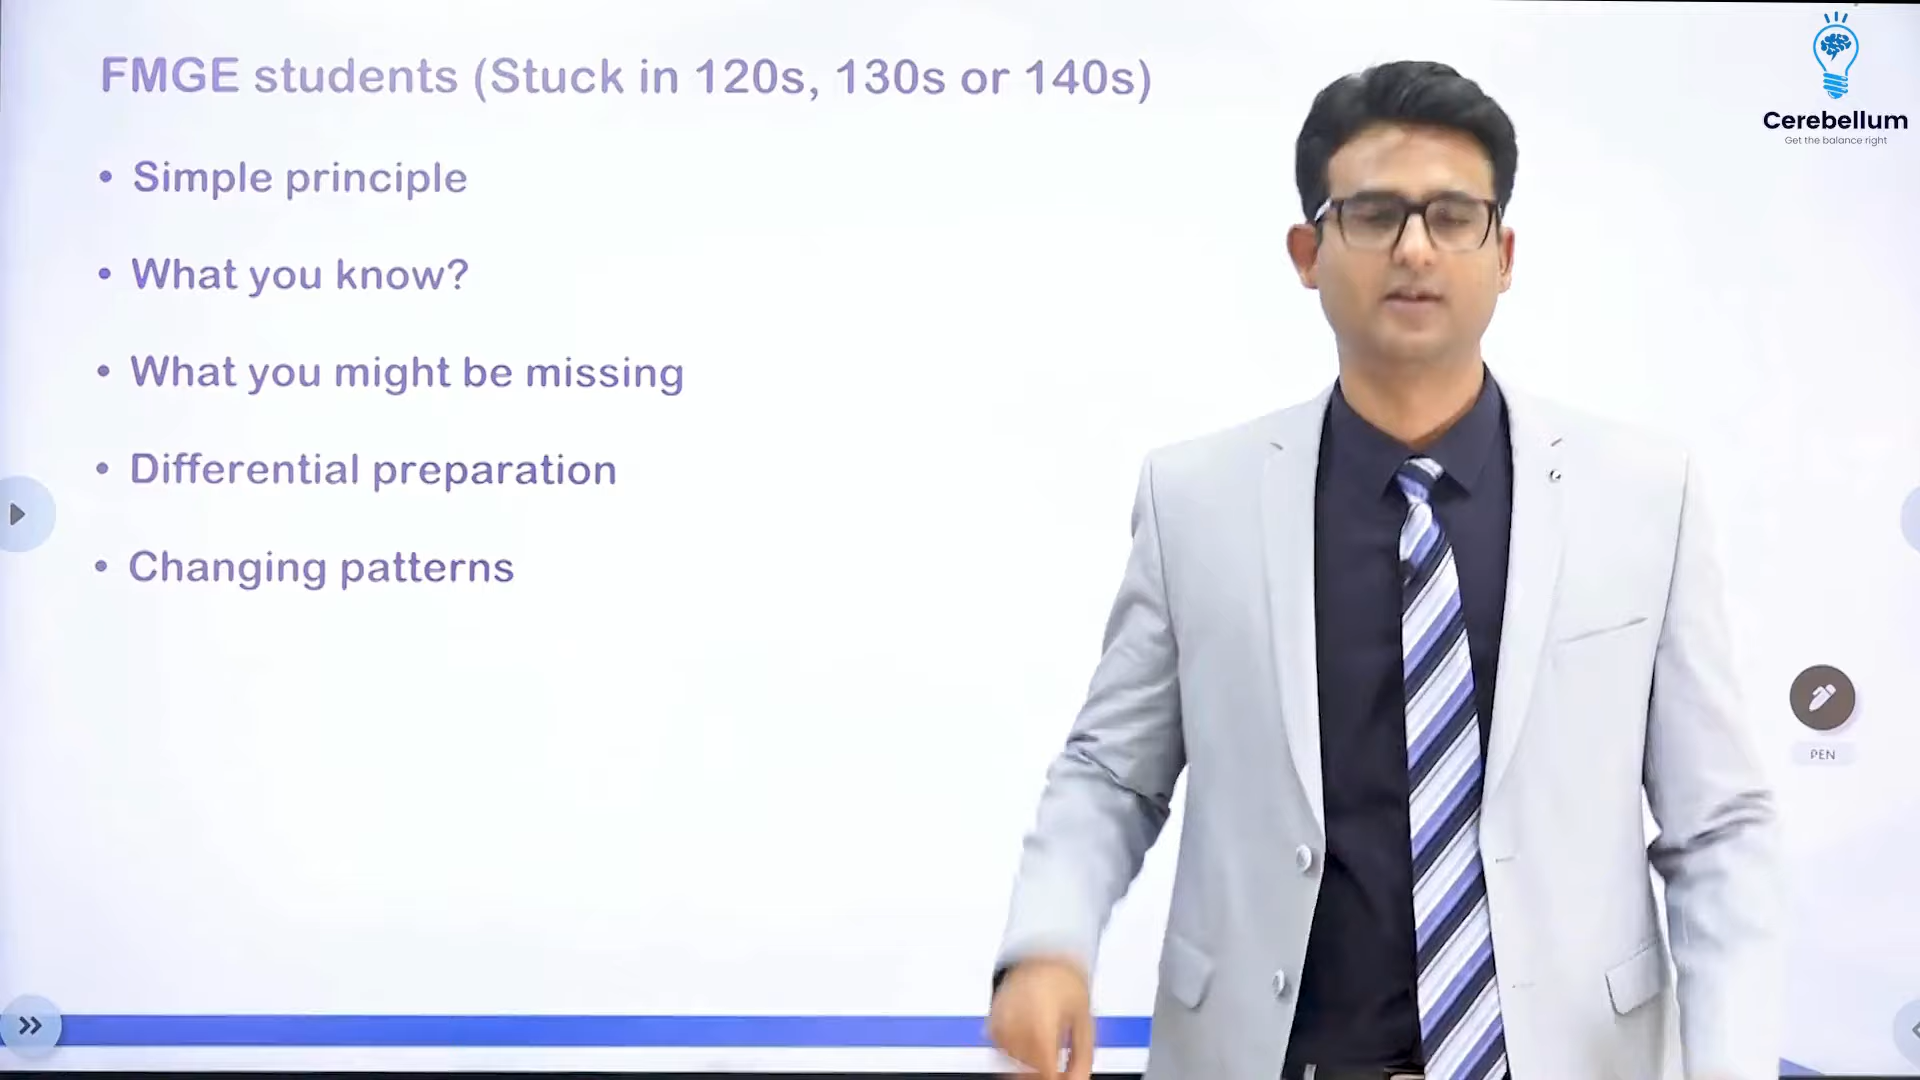 FMGE students (Stuck in 120s, 130s or 140s)
• Simple principle
• What you know?
• What you might be missing
• Differential preparation
• Changing patterns
Cerebellum
Get the balance right
PEN